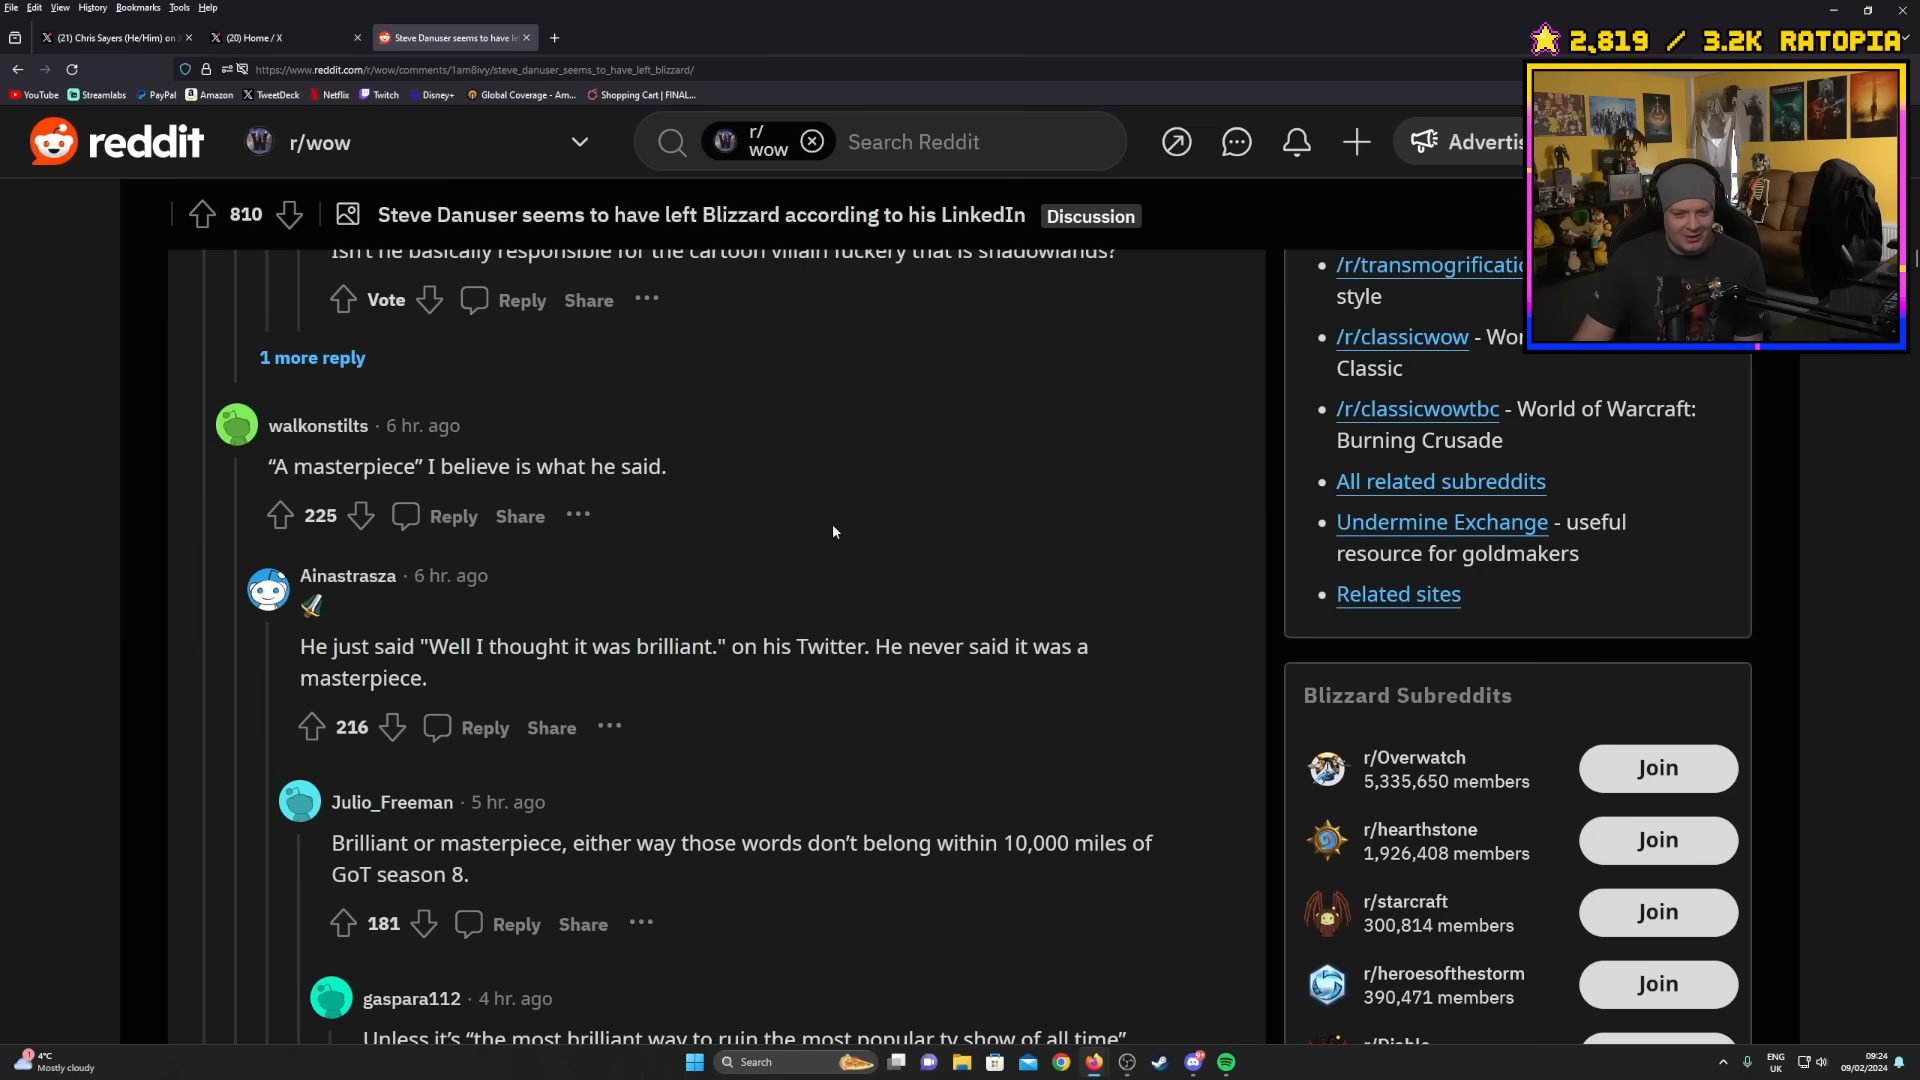 File Edit View History Bookmarks Tools Help
(21) Chris Sayers (He/Him) on
(20) Home / X
Steve Danuser seems to have le
2,819 / 3.2K RATOPIA
https://www.reddit.com/r/wow/comments/1am8ivy/steve_danuser_seems_to_have_left_blizzard/
YouTube Streamlabs PayPal Amazon TweetDeck Netflix Twitch Disney+ Global Coverage - Am... Shopping Cart | FINAL...
reddit
r/wow
r/
wow
Search Reddit
Advertis
810
Steve Danuser seems to have left Blizzard according to his LinkedIn
Discussion
Isn't he basically responsible for the cartoon villain fuckery that is shadowlands?
Vote Reply Share ...
1 more reply
walkonstilts · 6 hr. ago
“A masterpiece” I believe is what he said.
225 Reply Share ...
Ainastrasza · 6 hr. ago
He just said "Well I thought it was brilliant." on his Twitter. He never said it was a
masterpiece.
216 Reply Share ...
Julio_Freeman · 5 hr. ago
Brilliant or masterpiece, either way those words don’t belong within 10,000 miles of
GoT season 8.
181 Reply Share ...
gaspara112 · 4 hr. ago
Unless it’s “the most brilliant way to ruin the most popular tv show of all time”
/r/transmogrificatio
style
/r/classicwow - Wor
Classic
/r/classicwowtbc - World of Warcraft:
Burning Crusade
All related subreddits
Undermine Exchange - useful
resource for goldmakers
Related sites
Blizzard Subreddits
r/Overwatch
5,335,650 members
Join
r/hearthstone
1,926,408 members
Join
r/starcraft
300,814 members
Join
r/heroesofthestorm
390,471 members
Join
r/Diablo
1
4°C
Mostly cloudy
Search
ENG
UK
09:24
09/02/2024